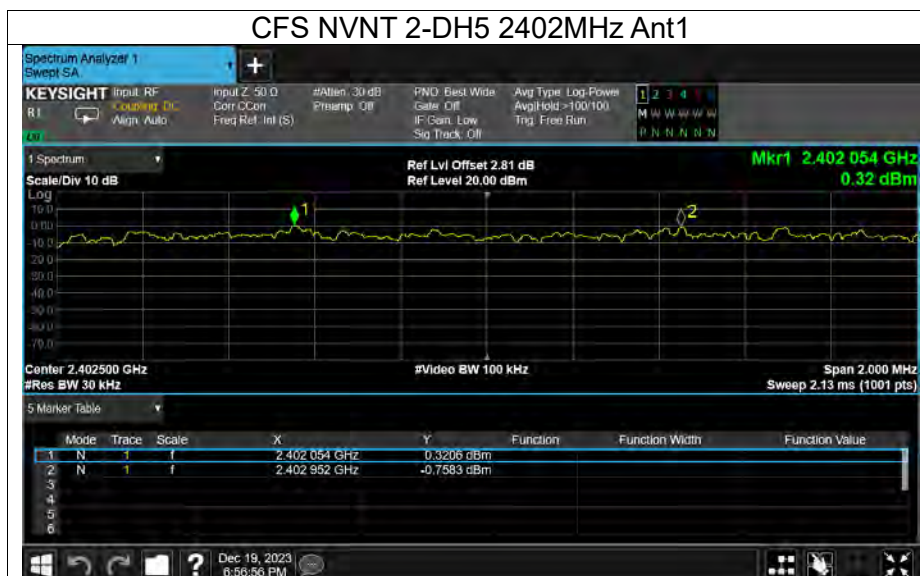 CFS NVNT 2-DH5 2402MHz Ant1
Spectrum Analyzer 1
Swept SA
+
KEYSIGHT Input: RF Input Z: 50 Ω #Atten: 30 dB PNO: Best Wide Avg Type: Log-Power 1 2 3 4
R1 Coupling: DC Corr CCorr Preamp: Off Gate: Off Avg|Hold >100/100 M W W W W W
Align: Auto Freq Ref: Int (S) IF Gain: Low Trig: Free Run P N N N N N
Sig Track: Off
1 Spectrum
Ref Lvl Offset 2.81 dB Mkr1 2.402 054 GHz
Scale/Div 10 dB Ref Level 20.00 dBm 0.32 dBm
Log
10.0
0.00
-10.0
-20.0
-30.0
-40.0
-50.0
-60.0
-70.0
1
2
Center 2.402500 GHz #Video BW 100 kHz Span 2.000 MHz
#Res BW 30 kHz Sweep 2.13 ms (1001 pts)
5 Marker Table
Mode Trace Scale X Y Function Function Width Function Value
1 N 1 f 2.402 054 GHz 0.3206 dBm
2 N 1 f 2.402 952 GHz -0.7583 dBm
3
4
5
6
? Dec 19, 2023
6:56:56 PM